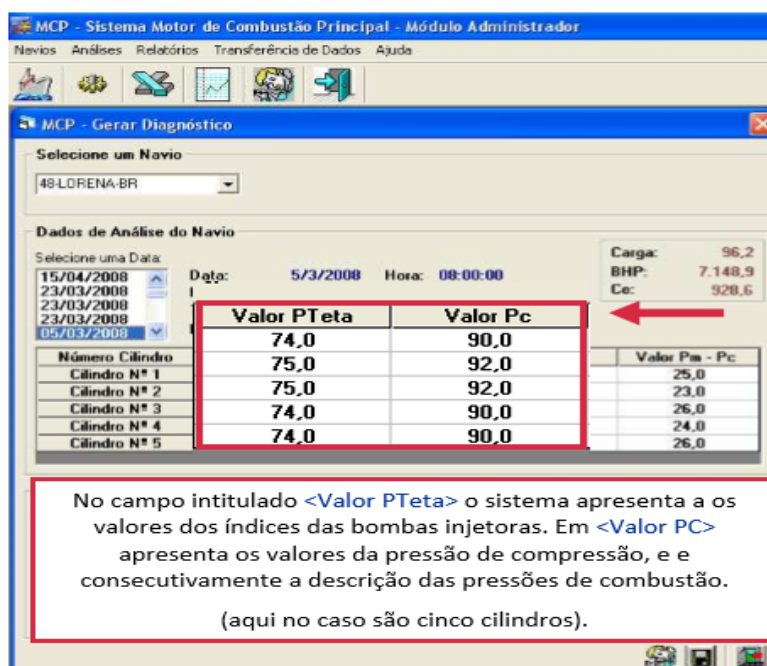 MCP - Sistema Motor de Combustão Principal - Módulo Administrador
Navios Análises Relatórios Transferência de Dados Ajuda
MCP - Gerar Diagnóstico
Selecione um Navio
48-LORENA-BR
Dados de Análise do Navio
Selecione uma Data:
15/04/2008
23/03/2008
23/03/2008
23/03/2008
05/03/2008
Data: 5/3/2008 Hora: 08:00:00
Carga: 96,2
BHP: 7.148,9
Ce: 928,6
Número Cilindro Valor PTeta Valor Pc Valor Pm - Pc
Cilindro Nº 1 74,0 90,0 25,0
Cilindro Nº 2 75,0 92,0 23,0
Cilindro Nº 3 75,0 92,0 26,0
Cilindro Nº 4 74,0 90,0 24,0
Cilindro Nº 5 74,0 90,0 26,0
No campo intitulado <Valor PTeta> o sistema apresenta a os
valores dos índices das bombas injetoras. Em <Valor PC>
apresenta os valores da pressão de compressão, e e
consecutivamente a descrição das pressões de combustão.
(aqui no caso são cinco cilindros).